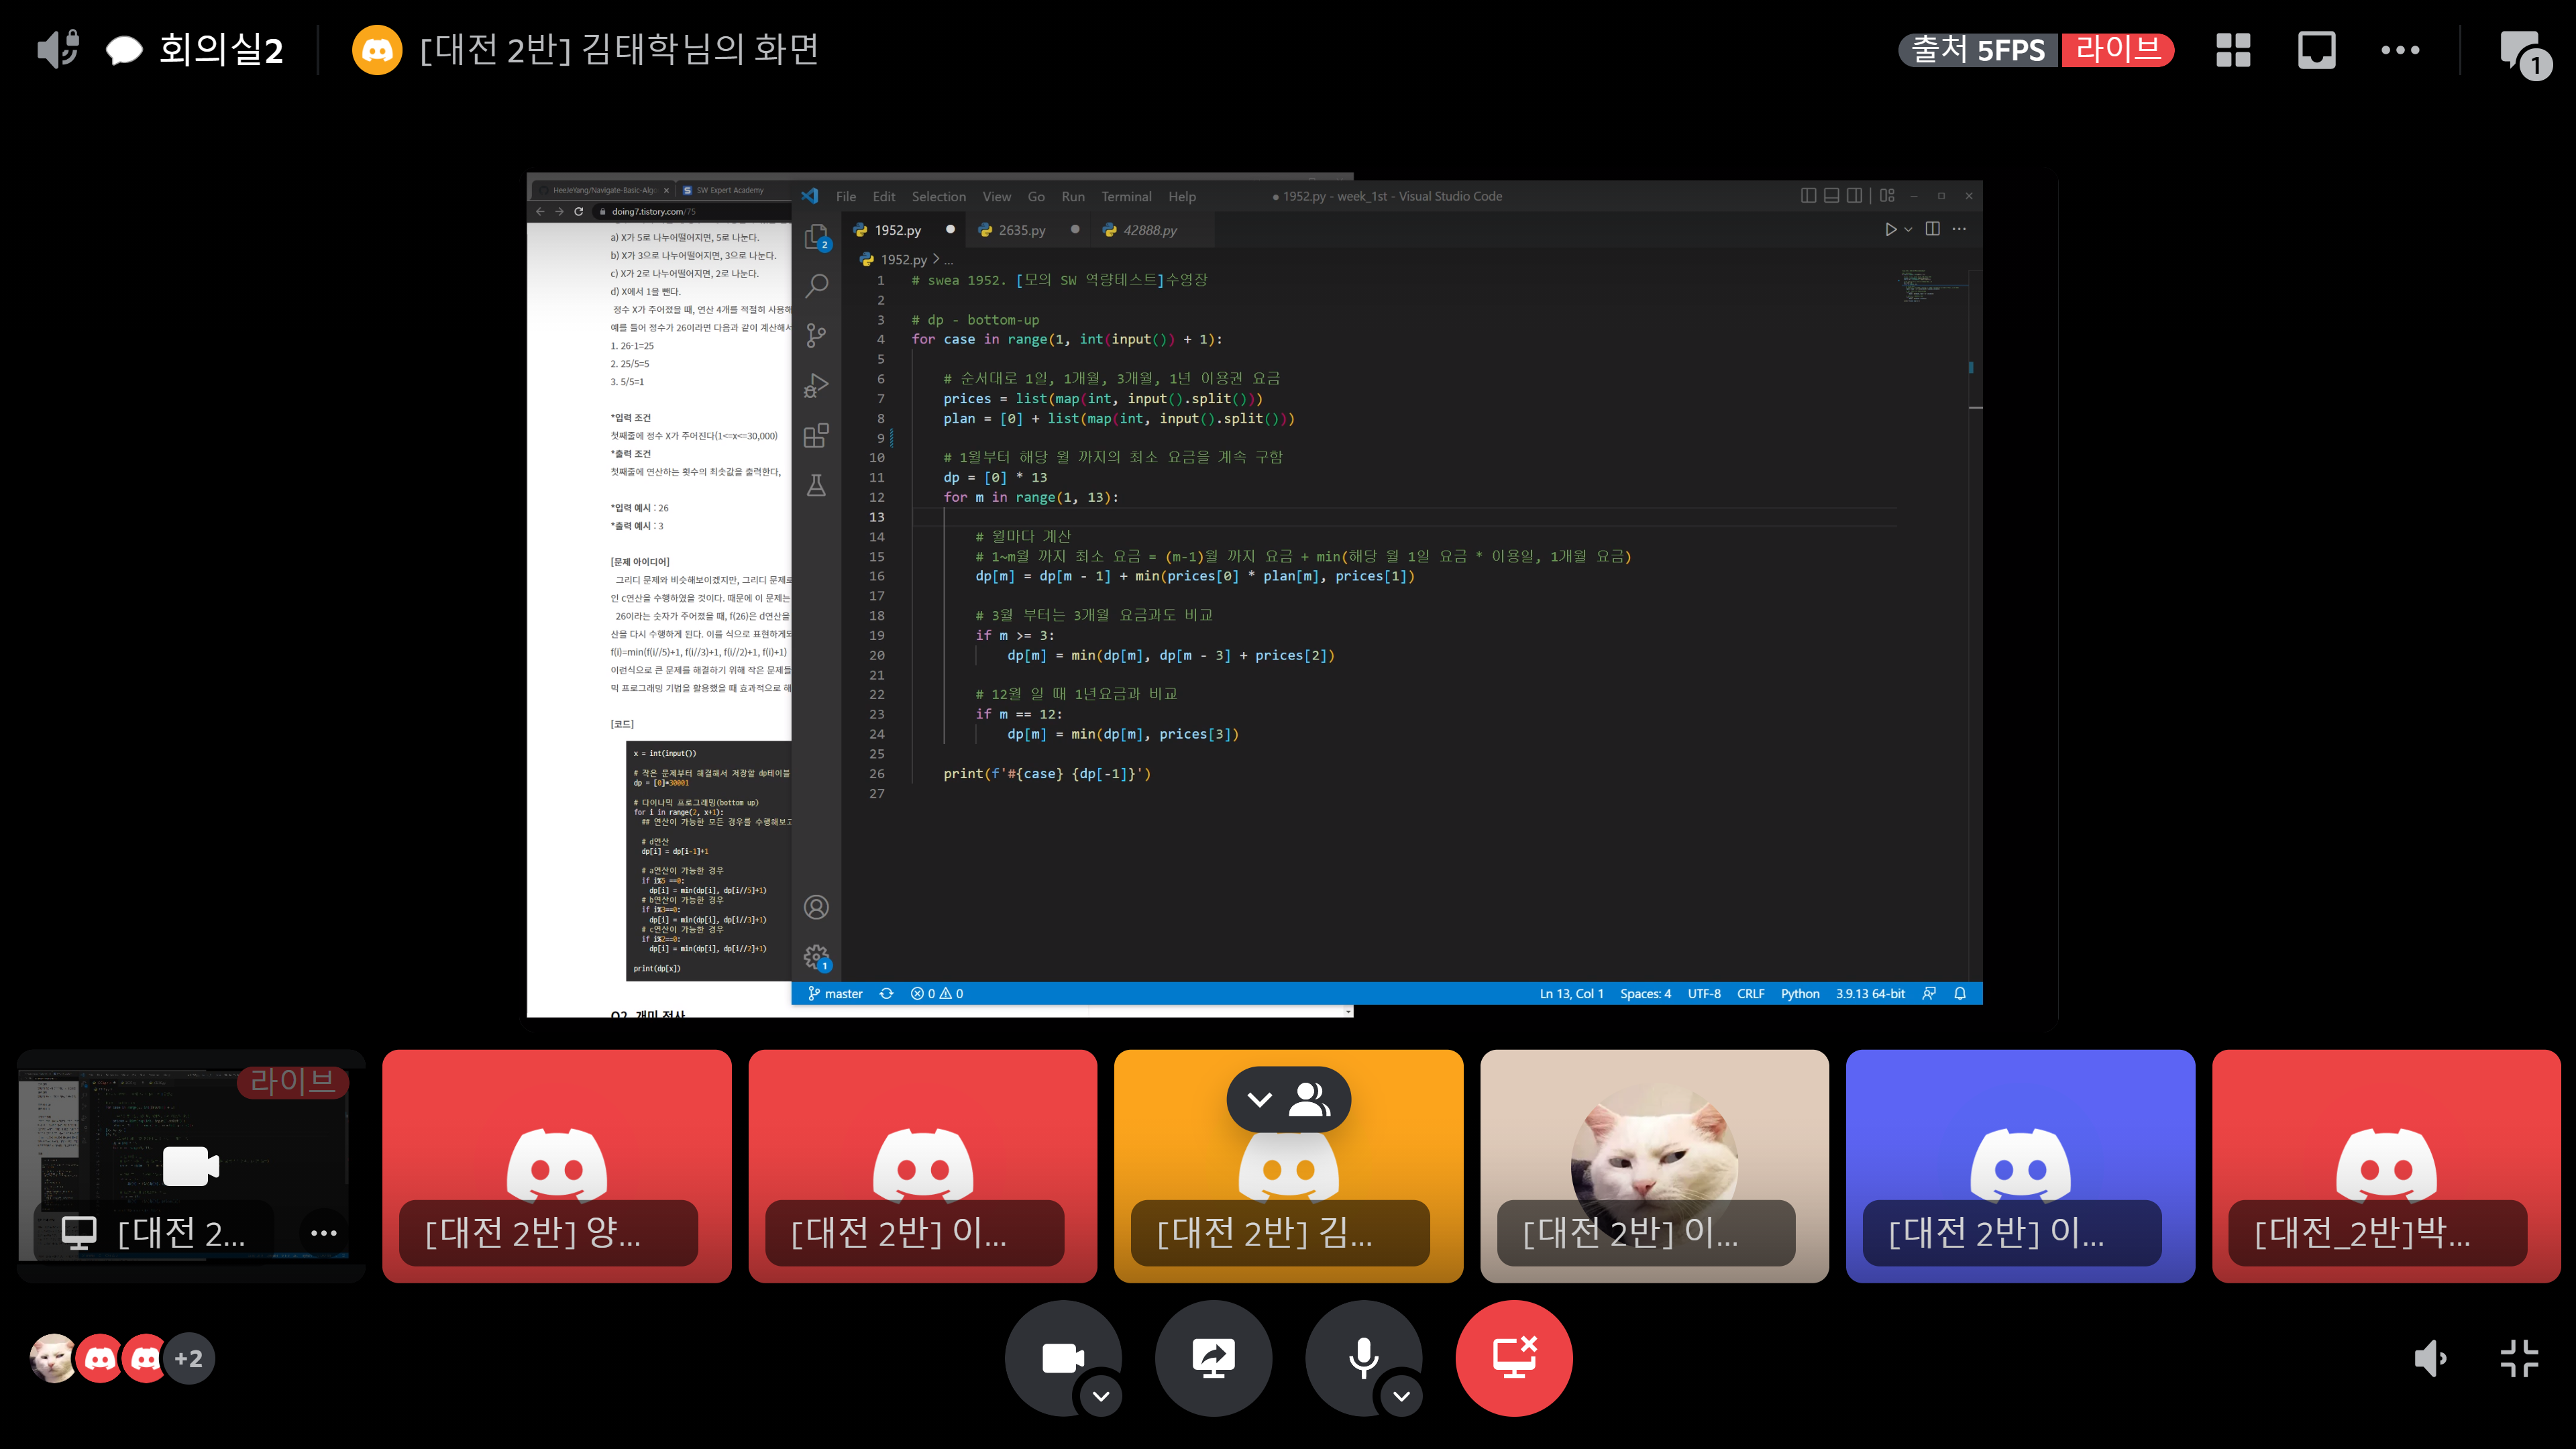 회의실2
[대전 2반] 김태학님의 화면
출처 5FPS
라이브
1
HeeJeYang/Navigate-Basic-Algo
SW Expert Academy
doing7.tistory.com/75
a) X가 5로 나누어떨어지면, 5로 나눈다.
b) X가 3으로 나누어떨어지면, 3으로 나눈다.
c) X가 2로 나누어떨어지면, 2로 나눈다.
d) X에서 1을 뺀다.
정수 X가 주어졌을 때, 연산 4개를 적절히 사용해
예를 들어 정수가 26이라면 다음과 같이 계산해서
1. 26-1=25
2. 25/5=5
3. 5/5=1
*입력 조건
첫째줄에 정수 X가 주어진다(1<=x<=30,000)
*출력 조건
첫째줄에 연산하는 횟수의 최솟값을 출력한다,
*입력 예시 : 26
*출력 예시 : 3
[문제 아이디어]
그리디 문제와 비슷해보이겠지만, 그리디 문제로
인 c연산을 수행하였을 것이다. 때문에 이 문제는
26이라는 숫자가 주어졌을 때, f(26)은 d연산을
산을 다시 수행하게 된다. 이를 식으로 표현하게되
f(i)=min(f(i//5)+1, f(i//3)+1, f(i//2)+1, f(i)+1)
이런식으로 큰 문제를 해결하기 위해 작은 문제들
믹 프로그래밍 기법을 활용했을 때 효과적으로 해
[코드]
x = int(input())
# 작은 문제부터 해결해서 저장할 dp테이블
dp = [0]*30001
# 다이나믹 프로그래밍(bottom up)
for i in range(2, x+1):
## 연산이 가능한 모든 경우를 수행해보고
# d연산
dp[i] = dp[i-1]+1
# a연산이 가능한 경우
if i%5 ==0:
dp[i] = min(dp[i], dp[i//5]+1)
# b연산이 가능한 경우
if i%3==0:
dp[i] = min(dp[i], dp[i//3]+1)
# c연산이 가능한 경우
if i%2==0:
dp[i] = min(dp[i], dp[i//2]+1)
print(dp[x])
Q2. 개미 전사
File Edit Selection View Go Run Terminal Help
● 1952.py - week_1st - Visual Studio Code
2
1952.py
2635.py
42888.py
1952.py > ...
1 # swea 1952. [모의 SW 역량테스트]수영장
2
3 # dp - bottom-up
4 for case in range(1, int(input()) + 1):
5
6 # 순서대로 1일, 1개월, 3개월, 1년 이용권 요금
7 prices = list(map(int, input().split()))
8 plan = [0] + list(map(int, input().split()))
9
10 # 1월부터 해당 월 까지의 최소 요금을 계속 구함
11 dp = [0] * 13
12 for m in range(1, 13):
13
14 # 월마다 계산
15 # 1~m월 까지 최소 요금 = (m-1)월 까지 요금 + min(해당 월 1일 요금 * 이용일, 1개월 요금)
16 dp[m] = dp[m - 1] + min(prices[0] * plan[m], prices[1])
17
18 # 3월 부터는 3개월 요금과도 비교
19 if m >= 3:
20 dp[m] = min(dp[m], dp[m - 3] + prices[2])
21
22 # 12월 일 때 1년요금과 비교
23 if m == 12:
24 dp[m] = min(dp[m], prices[3])
25
26 print(f'#{case} {dp[-1]}')
27
1
master
0 0
Ln 13, Col 1 Spaces: 4 UTF-8 CRLF Python 3.9.13 64-bit
라이브
[대전 2...
[대전 2반] 양...
[대전 2반] 이...
[대전 2반] 김...
[대전 2반] 이...
[대전 2반] 이...
[대전_2반]박...
+2